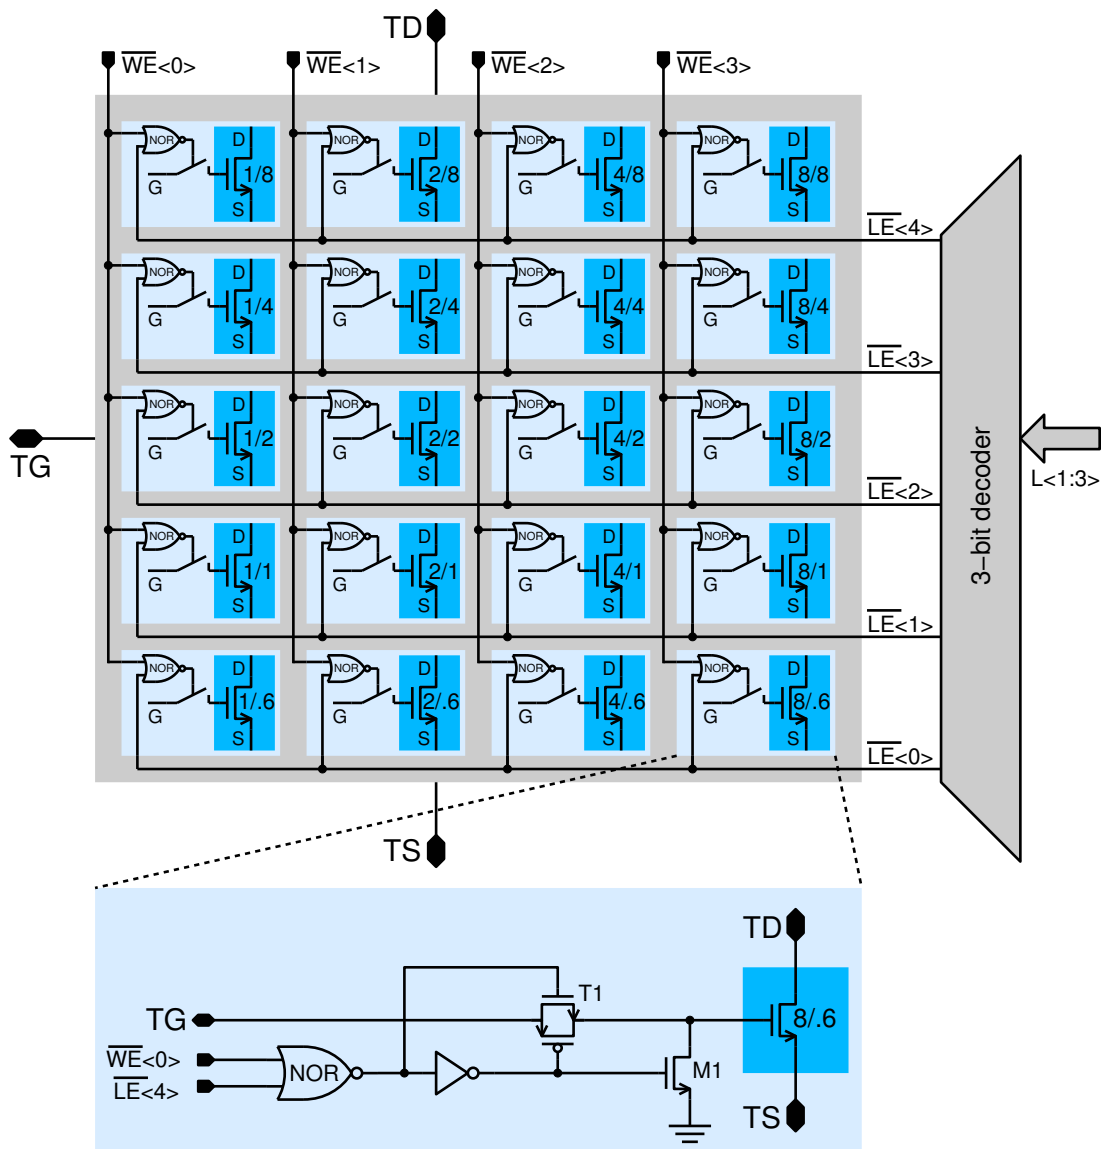 TD
WE<0> WE<1> WE<2> WE<3>
NOR D NOR D NOR D NOR D
1/8 2/8 4/8 8/8
G S G S G S G S
LE<4>
NOR D NOR D NOR D NOR D
1/4 2/4 4/4 8/4
G S G S G S G S
LE<3>
NOR D NOR D NOR D NOR D
1/2 2/2 4/2 8/2
G S G S G S G S
TG
L<1:3>
3-bit decoder
LE<2>
NOR D NOR D NOR D NOR D
1/1 2/1 4/1 8/1
G S G S G S G S
LE<1>
NOR D NOR D NOR D NOR D
1/.6 2/.6 4/.6 8/.6
G S G S G S G S
LE<0>
TS
TD
T1
TG
8/.6
WE<0>
NOR
M1
LE<4>
TS